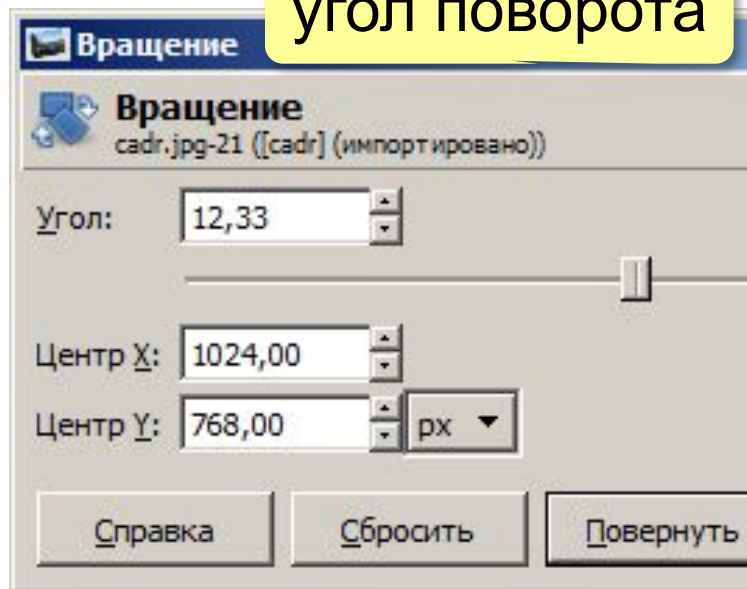 угол поворота
Вращение
Вращение
cadr.jpg-21 ([cadr] (импортировано))
Угол: 12,33
Центр X: 1024,00
Центр Y: 768,00 px
Справка Сбросить Повернуть